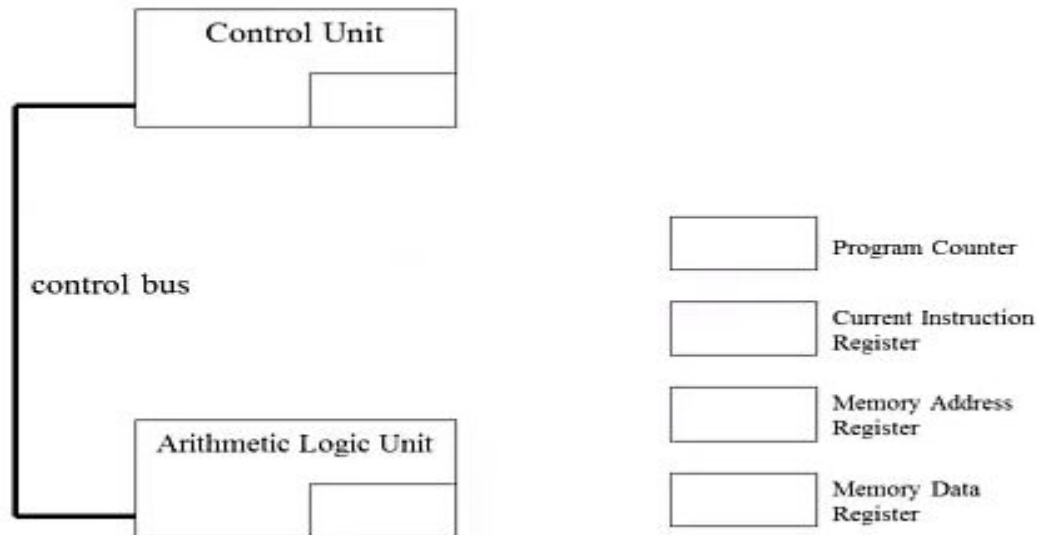 Control Unit
Program Counter
control bus
Current Instruction
Register
Memory Address
Register
Arithmetic Logic Unit
Memory Data
Register